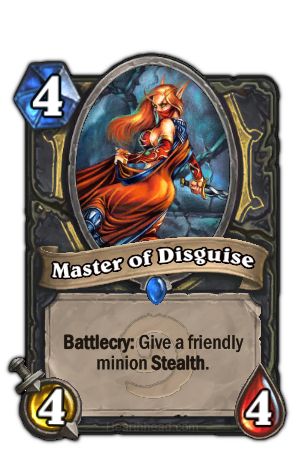 4
Master of Disguise
Battlecry: Give a friendly
minion Stealth.
4
4